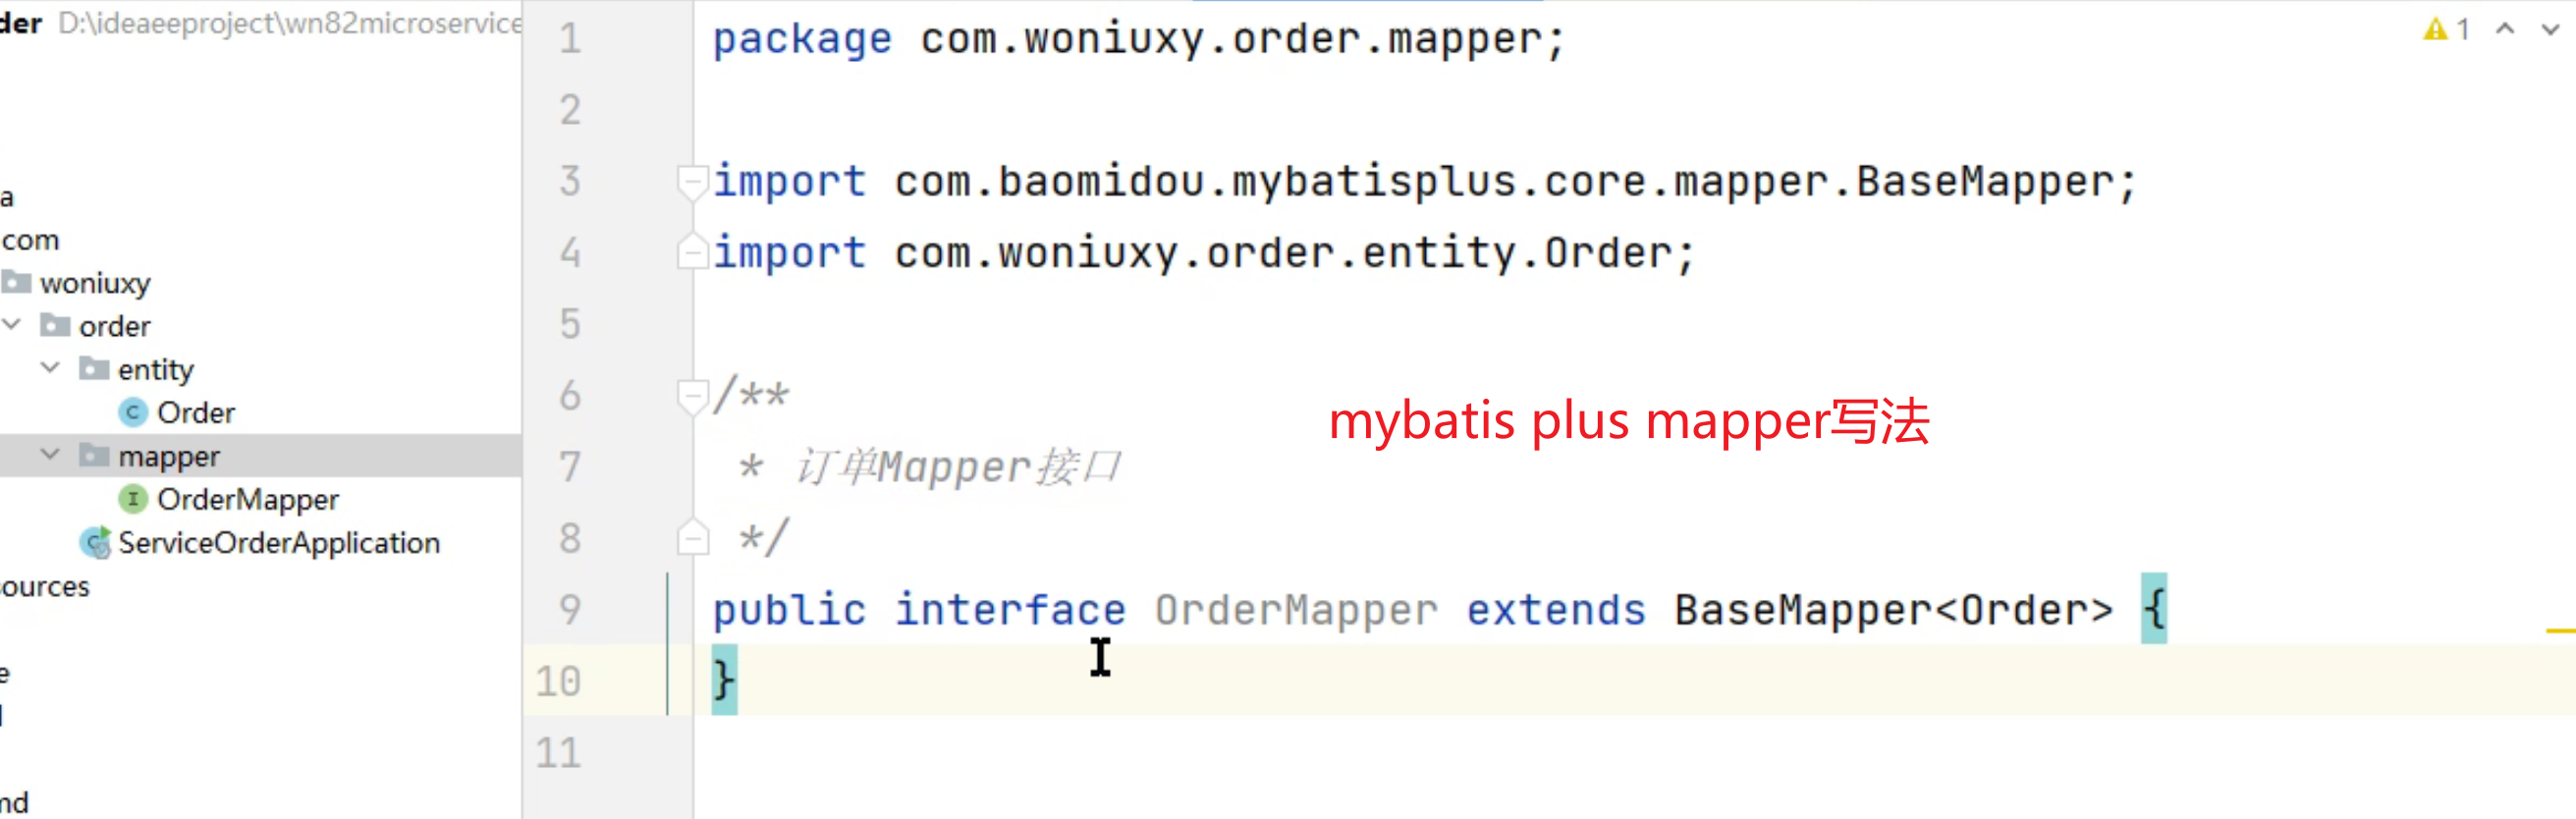 der D:\ideaeeproject\wn82microservice
a
com
woniuxy
order
entity
C Order
mapper
I OrderMapper
ServiceOrderApplication
ources
e
nd
1
1 package com.woniuxy.order.mapper;
2
3 import com.baomidou.mybatisplus.core.mapper.BaseMapper;
4 import com.woniuxy.order.entity.Order;
5
6 /**
7 * 订单Mapper接口
8 */
9 public interface OrderMapper extends BaseMapper<Order> {
10 }
11
mybatis plus mapper写法